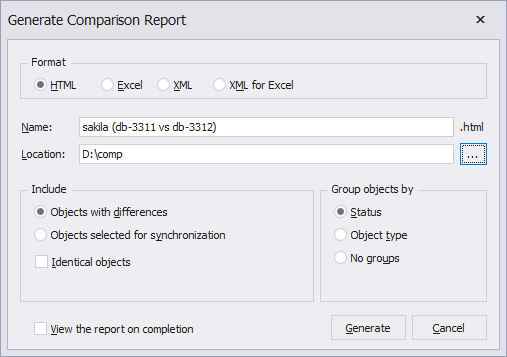 Generate Comparison Report
Format
HTML Excel XML XML for Excel
Name: sakila (db-3311 vs db-3312) .html
Location: D:\comp ...
Include
Objects with differences
Objects selected for synchronization
Identical objects
Group objects by
Status
Object type
No groups
View the report on completion
Generate Cancel